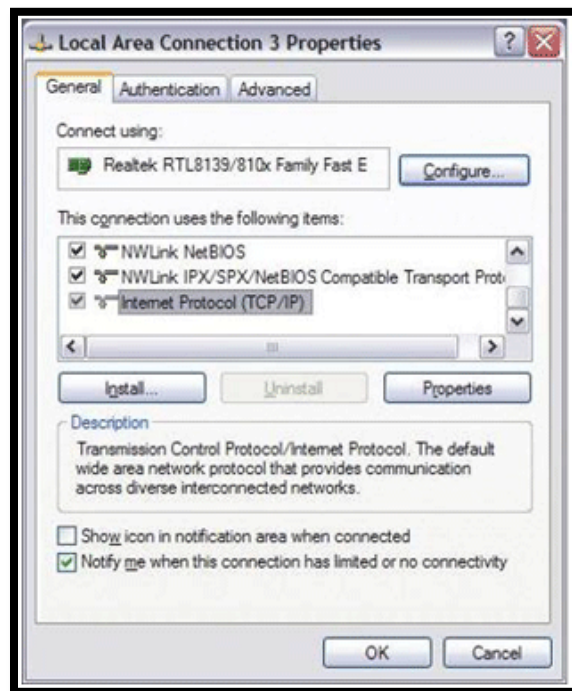 Local Area Connection 3 Properties
General Authentication Advanced
Connect using:
Realtek RTL8139/810x Family Fast E Configure...
This connection uses the following items:
NWLink NetBIOS
NWLink IPX/SPX/NetBIOS Compatible Transport Proto
Internet Protocol (TCP/IP)
Install... Uninstall Properties
Description
Transmission Control Protocol/Internet Protocol. The default
wide area network protocol that provides communication
across diverse interconnected networks.
Show icon in notification area when connected
Notify me when this connection has limited or no connectivity
OK Cancel